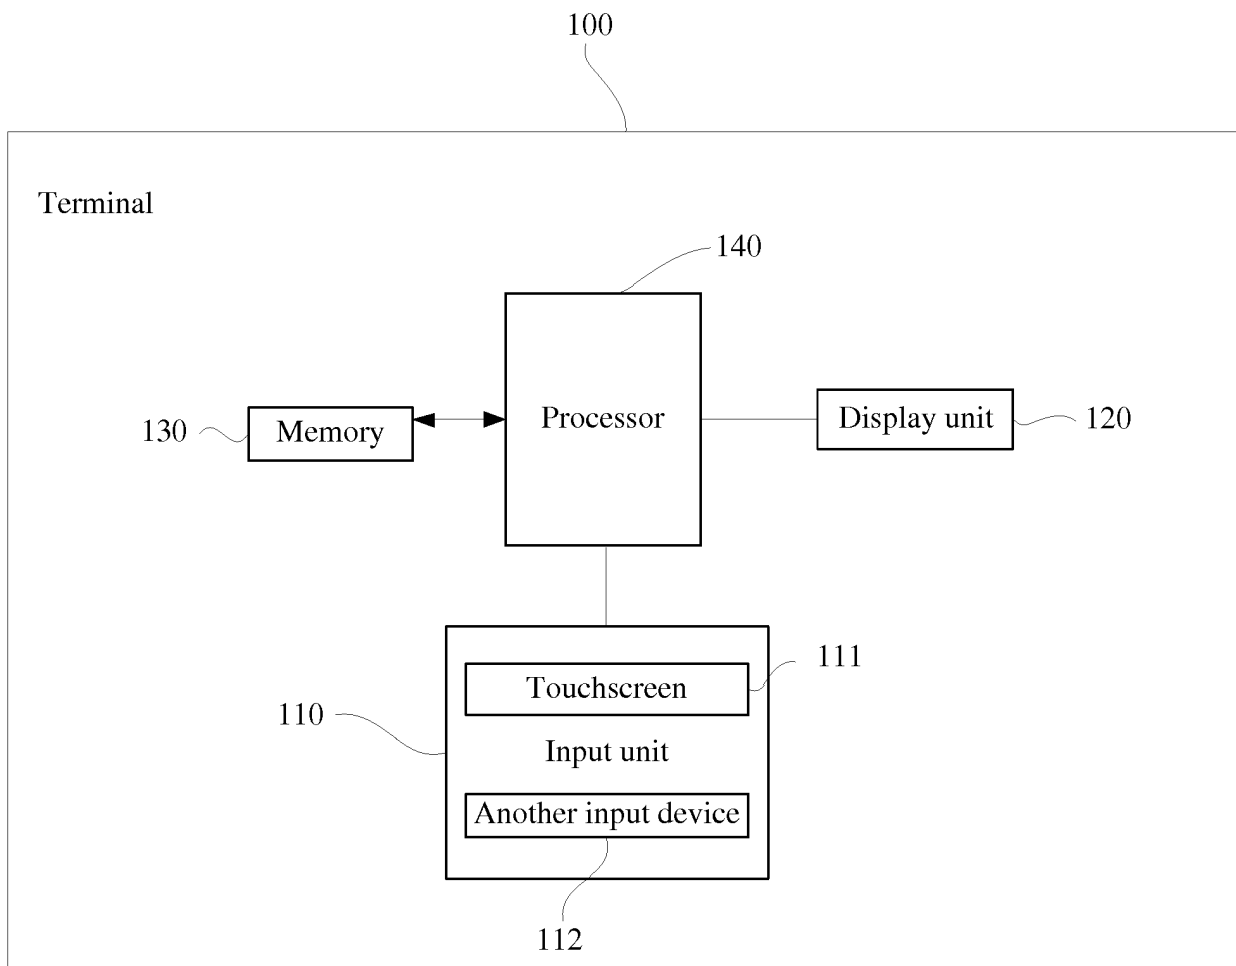 100
Terminal
140
Processor
130
Memory
Display unit
120
111
Touchscreen
110
Input unit
Another input device
112